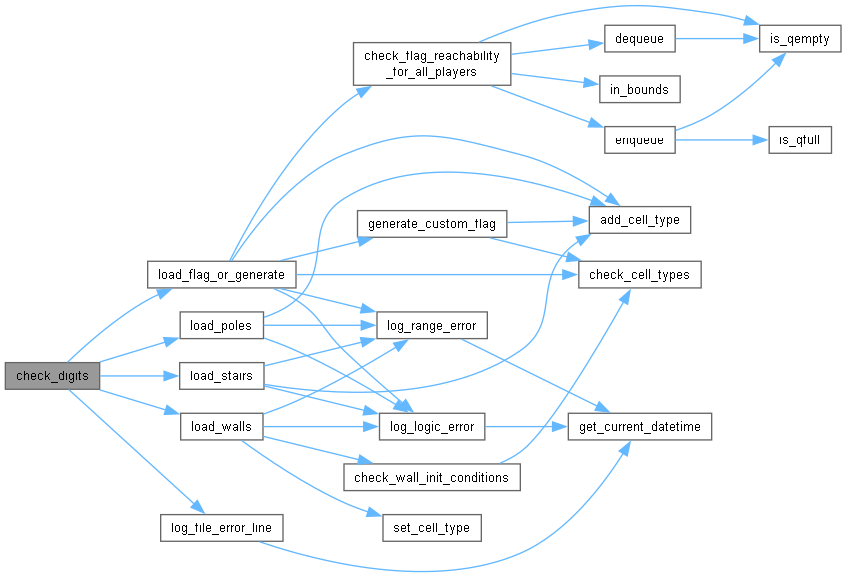 check_digits
load_flag_or_generate
load_poles
load_stairs
load_walls
log_file_error_line
check_flag_reachability
_for_all_players
generate_custom_flag
log_range_error
log_logic_error
check_wall_init_conditions
set_cell_type
dequeue
in_bounds
enqueue
add_cell_type
check_cell_types
get_current_datetime
is_qempty
is_qfull